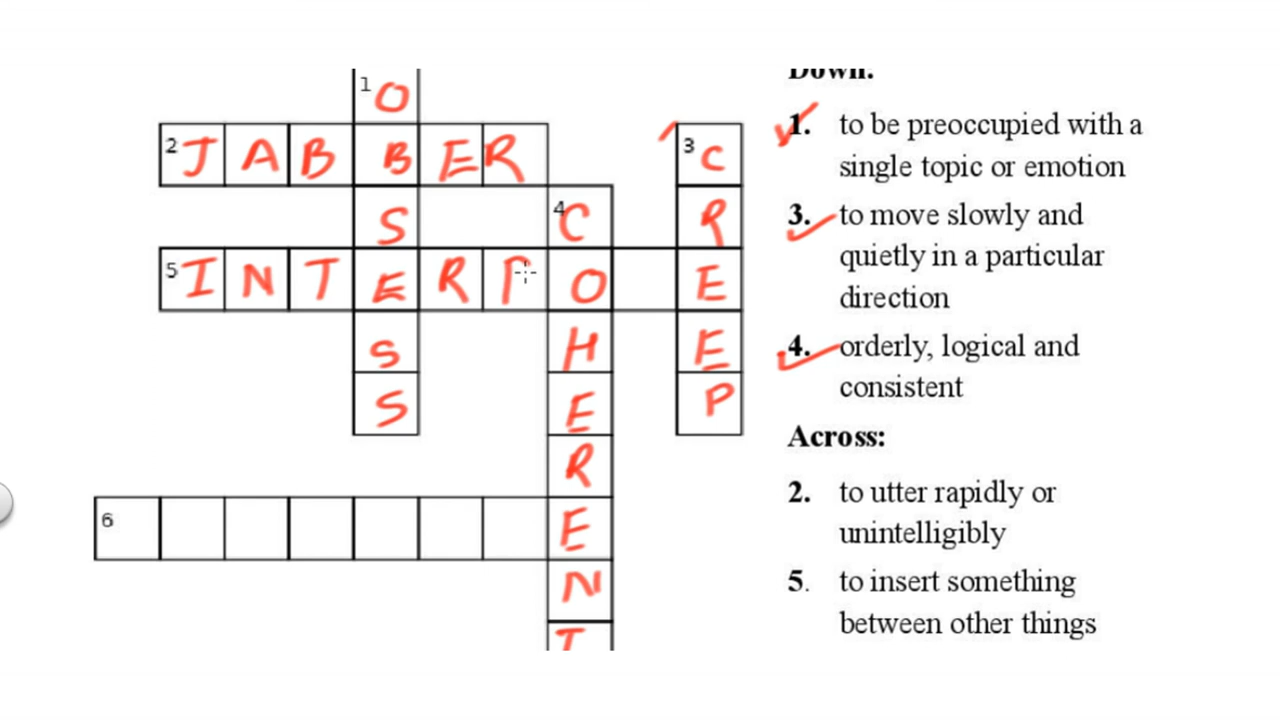 Down:
1 O
2 J A B B E R
3 C
S
4 C
R
5 I N T E R P O E
S
H
E
S
E
P
R
6 E
N
T
1. to be preoccupied with a
single topic or emotion
3. to move slowly and
quietly in a particular
direction
4. orderly, logical and
consistent
Across:
2. to utter rapidly or
unintelligibly
5. to insert something
between other things